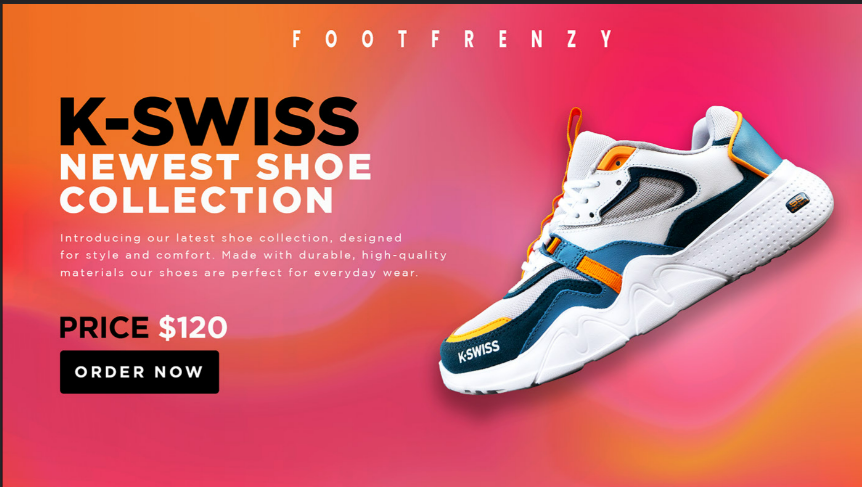 FOOTFRENZY
K-SWISS
NEWEST SHOE
COLLECTION
Introducing our latest shoe collection, designed
for style and comfort. Made with durable, high-quality
materials our shoes are perfect for everyday wear.
PRICE $120
ORDER NOW
K-SWISS